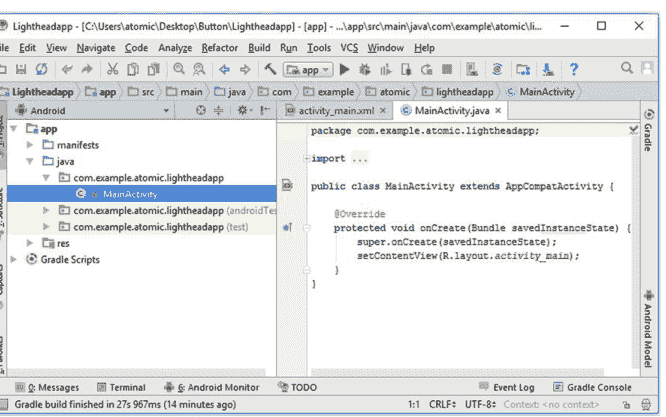 Lightheadapp - [C:\Users\atomic\Desktop\Button\Lightheadapp] - [app] - ...\app\src\main\java\com\example\atomic\li...
ile Edit View Navigate Code Analyze Refactor Build Run Tools VCS Window Help
app
Lightheadapp app src main java com example atomic lightheadapp MainActivity
Android
activity_main.xml MainActivity.java
app
manifests
java
com.example.atomic.lightheadapp
MainActivity
com.example.atomic.lightheadapp (androidTes
com.example.atomic.lightheadapp (test)
res
Gradle Scripts
package com.example.atomic.lightheadapp;
import ...
public class MainActivity extends AppCompatActivity {
@Override
protected void onCreate(Bundle savedInstanceState) {
super.onCreate(savedInstanceState);
setContentView(R.layout.activity_main);
}
}
Gradle
Android Model
0: Messages Terminal 6: Android Monitor TODO Event Log Gradle Console
Gradle build finished in 27s 967ms (14 minutes ago) 1:1 CRLF÷ UTF-8÷ Context: <no context>